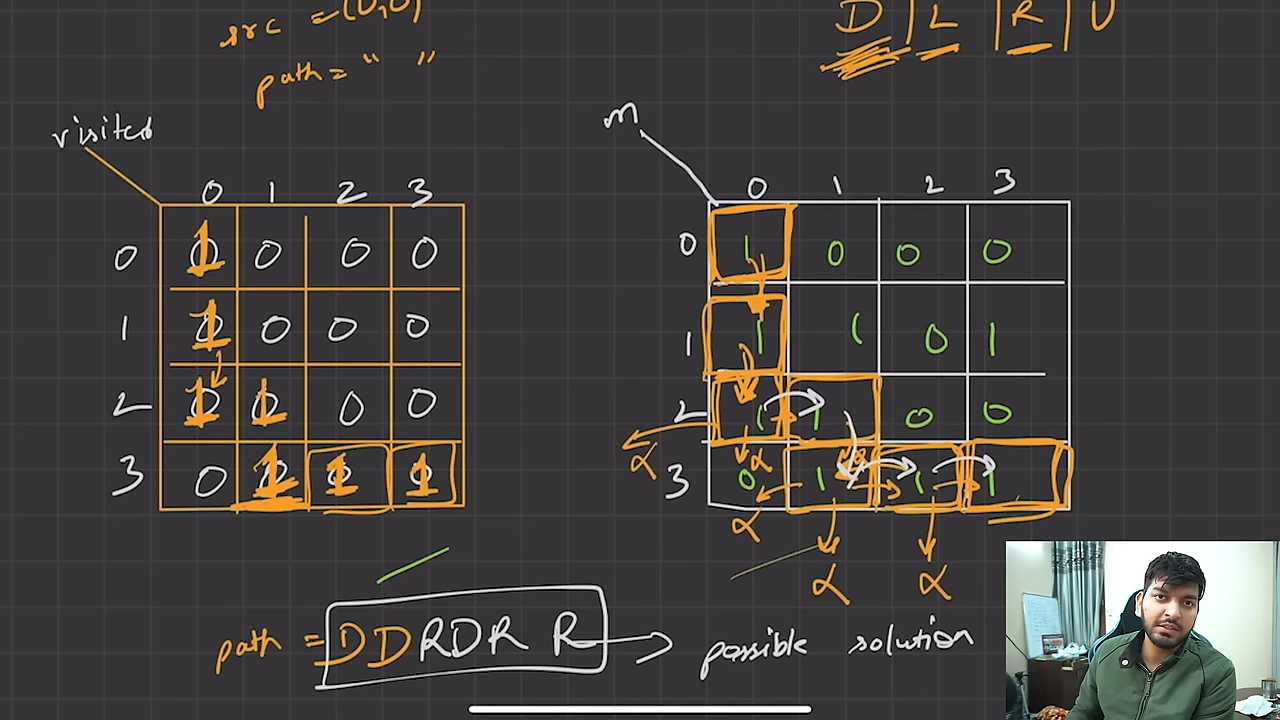 src = (0,0)
D | L | R | U
path = " "
visited
m
0 1 2 3
0 1 0 0 0
1 1 0 0 0
2 1 1 0 0
3 0 1 1 1
0 1 2 3
0 1 0 0 0
1 1 1 0 1
2 1 1 0 0
3 0 1 1 1
α α
α α α
path = DDRDRR → possible solution